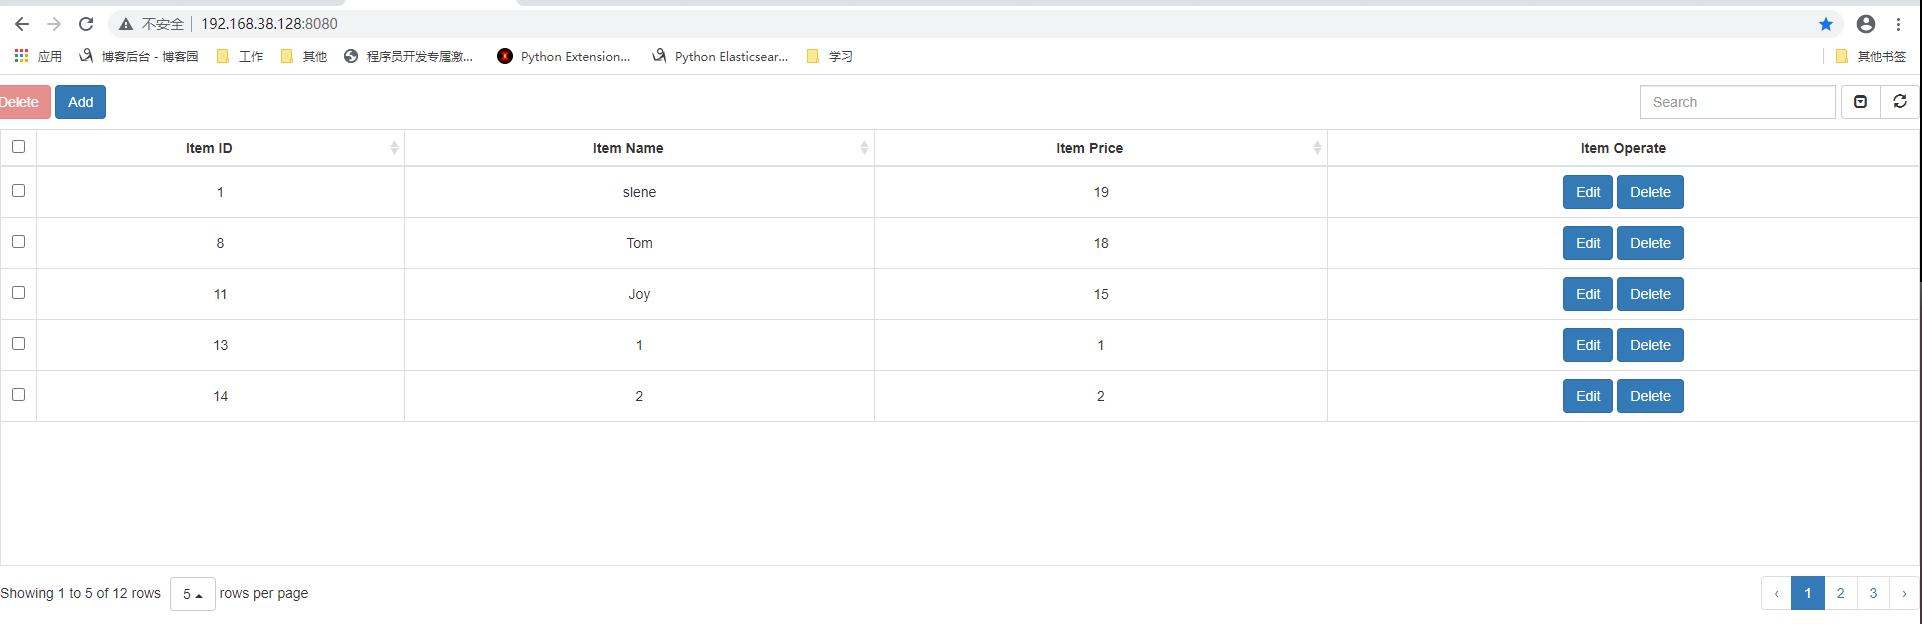 不安全 192.168.38.128:8080
应用 博客后台 - 博客园 工作 其他 程序员开发专属激... Python Extension... Python Elasticsear... 学习 其他书签
Delete Add Search
Item ID Item Name Item Price Item Operate
1 slene 19 Edit Delete
8 Tom 18 Edit Delete
11 Joy 15 Edit Delete
13 1 1 Edit Delete
14 2 2 Edit Delete
Showing 1 to 5 of 12 rows 5 rows per page ‹ 1 2 3 ›